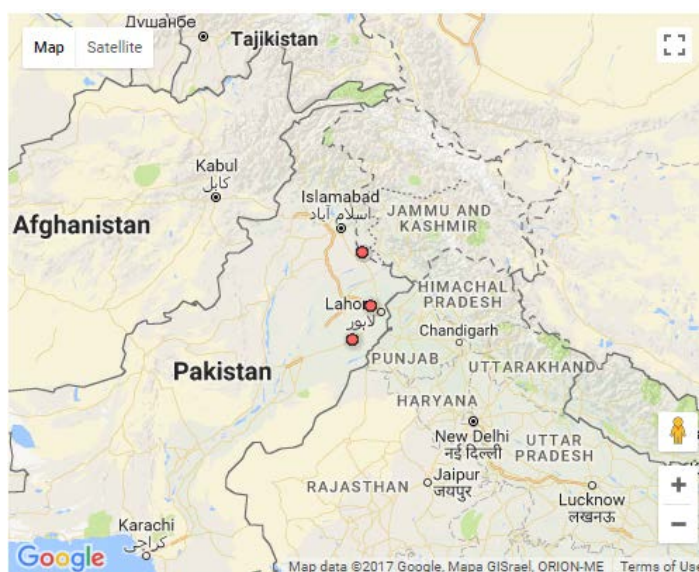 Душанбе
Map
Satellite
Tajikistan
Kabul
کابل
Islamabad
اسلام آباد
Afghanistan
JAMMU AND
KASHMIR
HIMACHAL
PRADESH
Lahore
لاہور
Chandigarh
PUNJAB
UTTARAKHAND
Pakistan
HARYANA
New Delhi
नई दिल्ली
UTTAR
PRADESH
Jaipur
जयपुर
RAJASTHAN
Lucknow
लखनऊ
Karachi
کراچی
Google
Map data ©2017 Google, Mapa GISrael, ORION-ME
Terms of Use